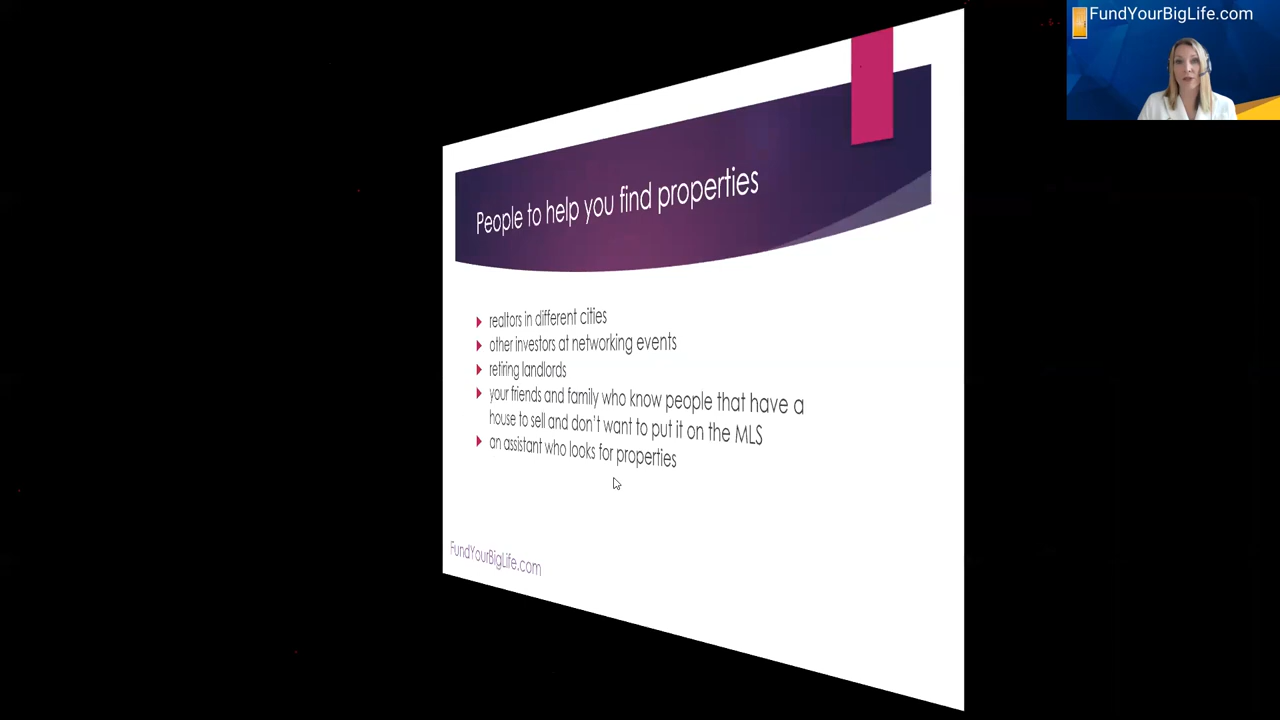 FundYourBigLife.com
People to help you find properties
realtors in different cities
other investors at networking events
retiring landlords
your friends and family who know people that have a
house to sell and don't want to put it on the MLS
an assistant who looks for properties
FundYourBigLife.com